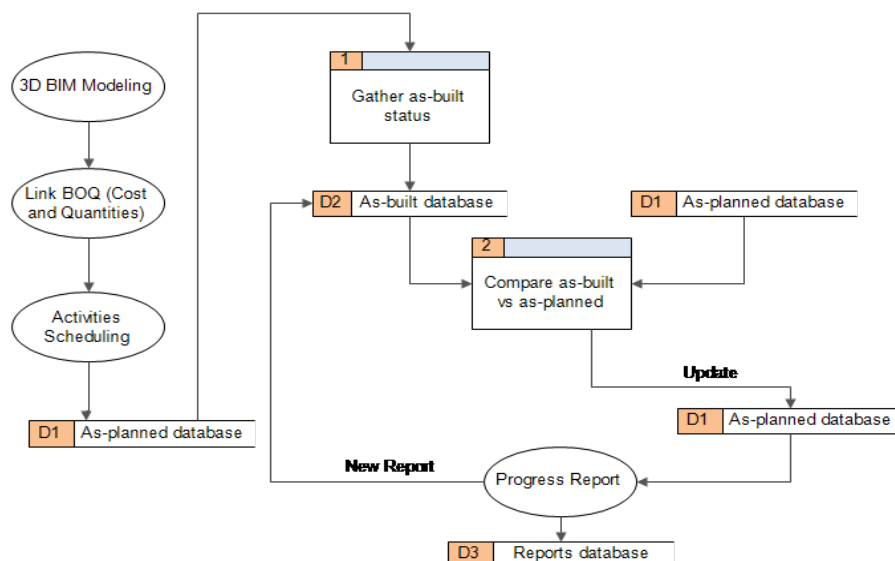 3D BIM Modeling
Link BOQ (Cost
and Quantities)
Activities
Scheduling
D1 As-planned database
1
Gather as-built
status
D2 As-built database
D1 As-planned database
2
Compare as-built
vs as-planned
Update
D1 As-planned database
New Report
Progress Report
D3 Reports database